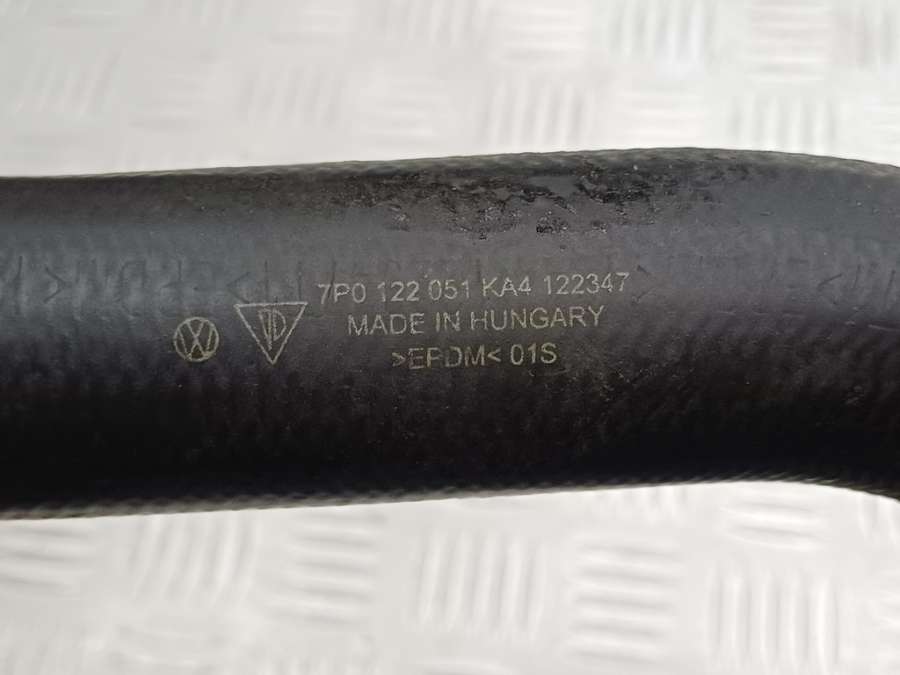 7P0 122 051 KA4 122347
MADE IN HUNGARY
>EPDM< 01S